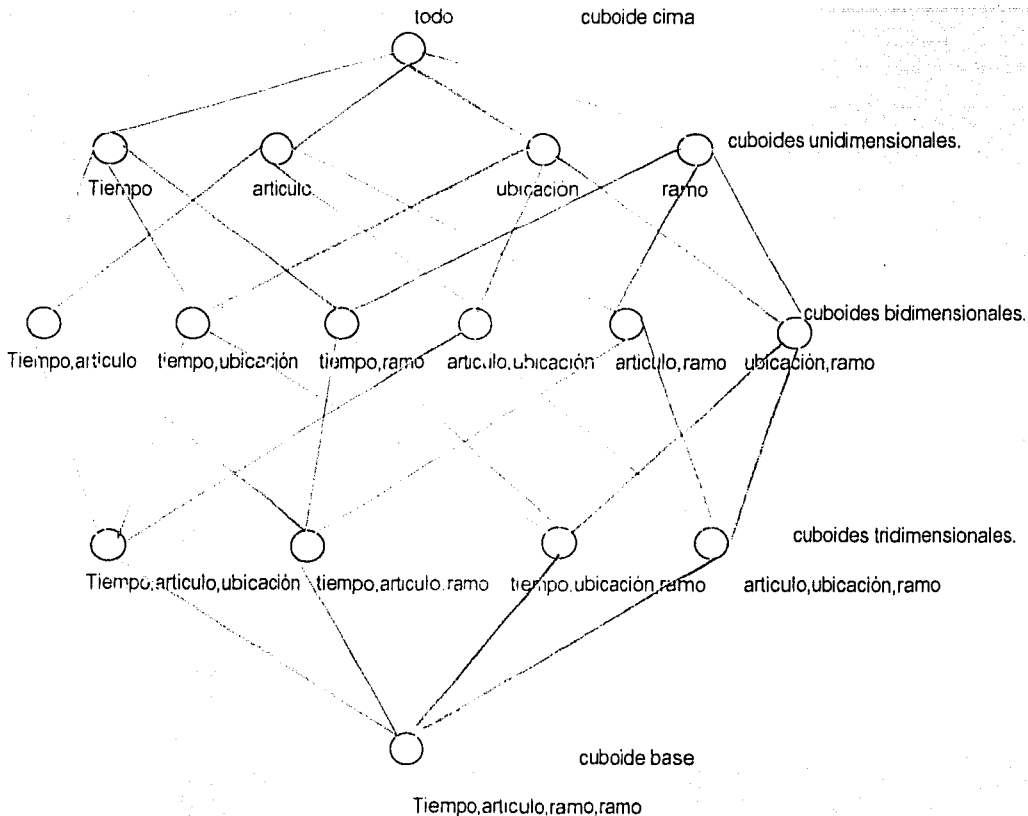 todo cuboide cima
cuboides unidimensionales.
Tiempo articulo ubicación ramo
cuboides bidimensionales.
Tiempo,articulo tiempo,ubicación tiempo,ramo articulo,ubicación articulo,ramo ubicación,ramo
cuboides tridimensionales.
Tiempo,articulo,ubicación tiempo,articulo.ramo tiempo,ubicación,ramo articulo,ubicación,ramo
cuboide base
Tiempo,articulo,ramo,ramo